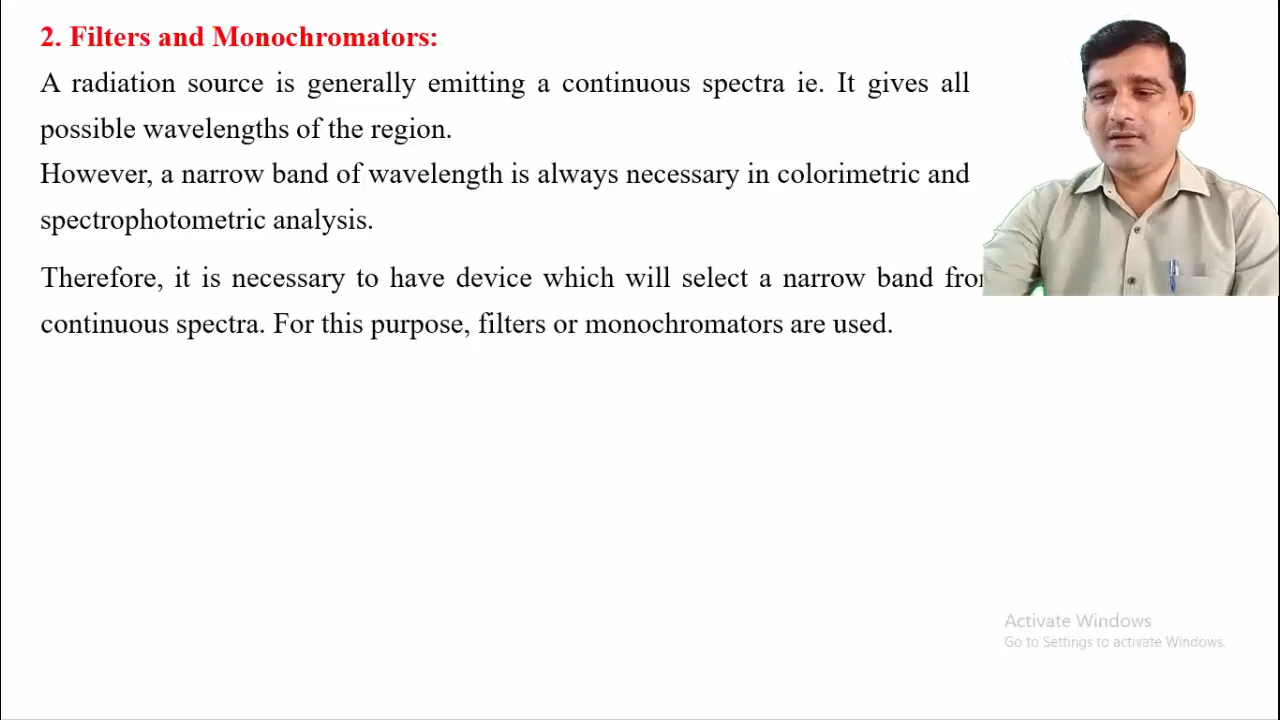 2. Filters and Monochromators:
A radiation source is generally emitting a continuous spectra ie. It gives all
possible wavelengths of the region.
However, a narrow band of wavelength is always necessary in colorimetric and
spectrophotometric analysis.
Therefore, it is necessary to have device which will select a narrow band
continuous spectra. For this purpose, filters or monochromators are used.
Activate Windows
Go to Settings to activate Windows.